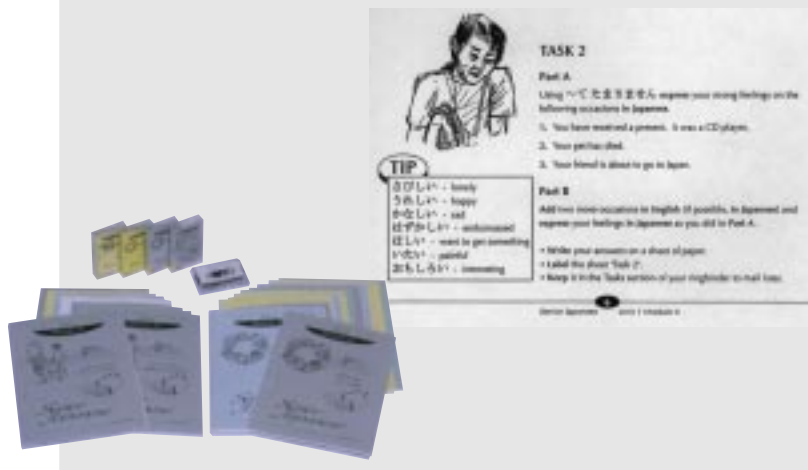 TASK 2
Part A
Using ～て たまりません express your strong feelings on the
following occasions in Japanese.
1. You have received a present. It was a CD player.
2. Your pet has died.
3. Your friend is about to go to Japan.
TIP
さびしい - lonely
うれしい - happy
かなしい - sad
はずかしい - embarrassed
ほしい - want to get something
いたい - painful
おもしろい - interesting
Part B
Add two more occasions in English (if possible, in Japanese) and
express your feelings in Japanese as you did in Part A.
• Write your answers on a sheet of paper.
• Label the sheet 'Task 2'.
• Keep it in the Tasks section of your ringbinder to mail later.
Senior Japanese